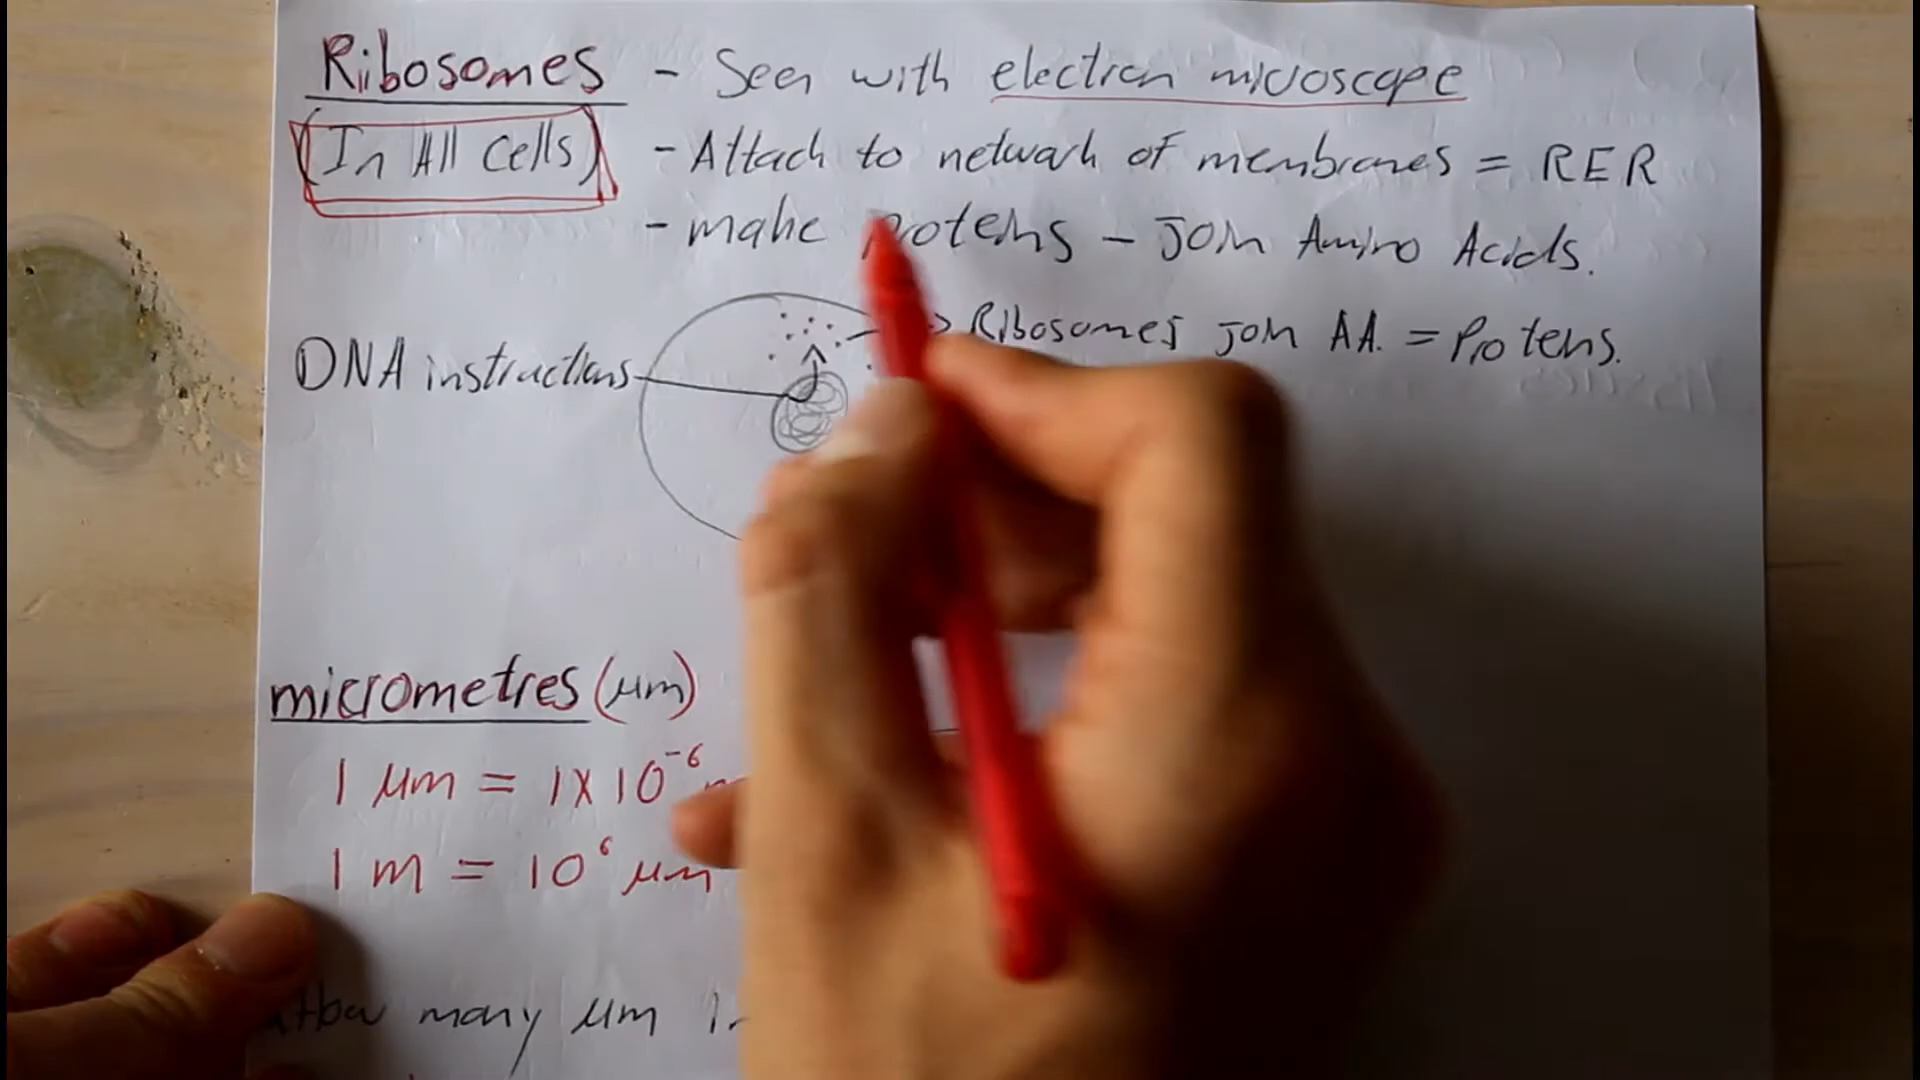 Ribosomes - Seen with electron microscope
(In All Cells) - Attach to network of membranes = RER
- make proteins - Join Amino Acids.
DNA instructions
Ribosomes join AA. = Proteins.
micrometres (μm)
1 μm = 1x10⁻⁶ m
1 m = 10⁶ μm
How many μm